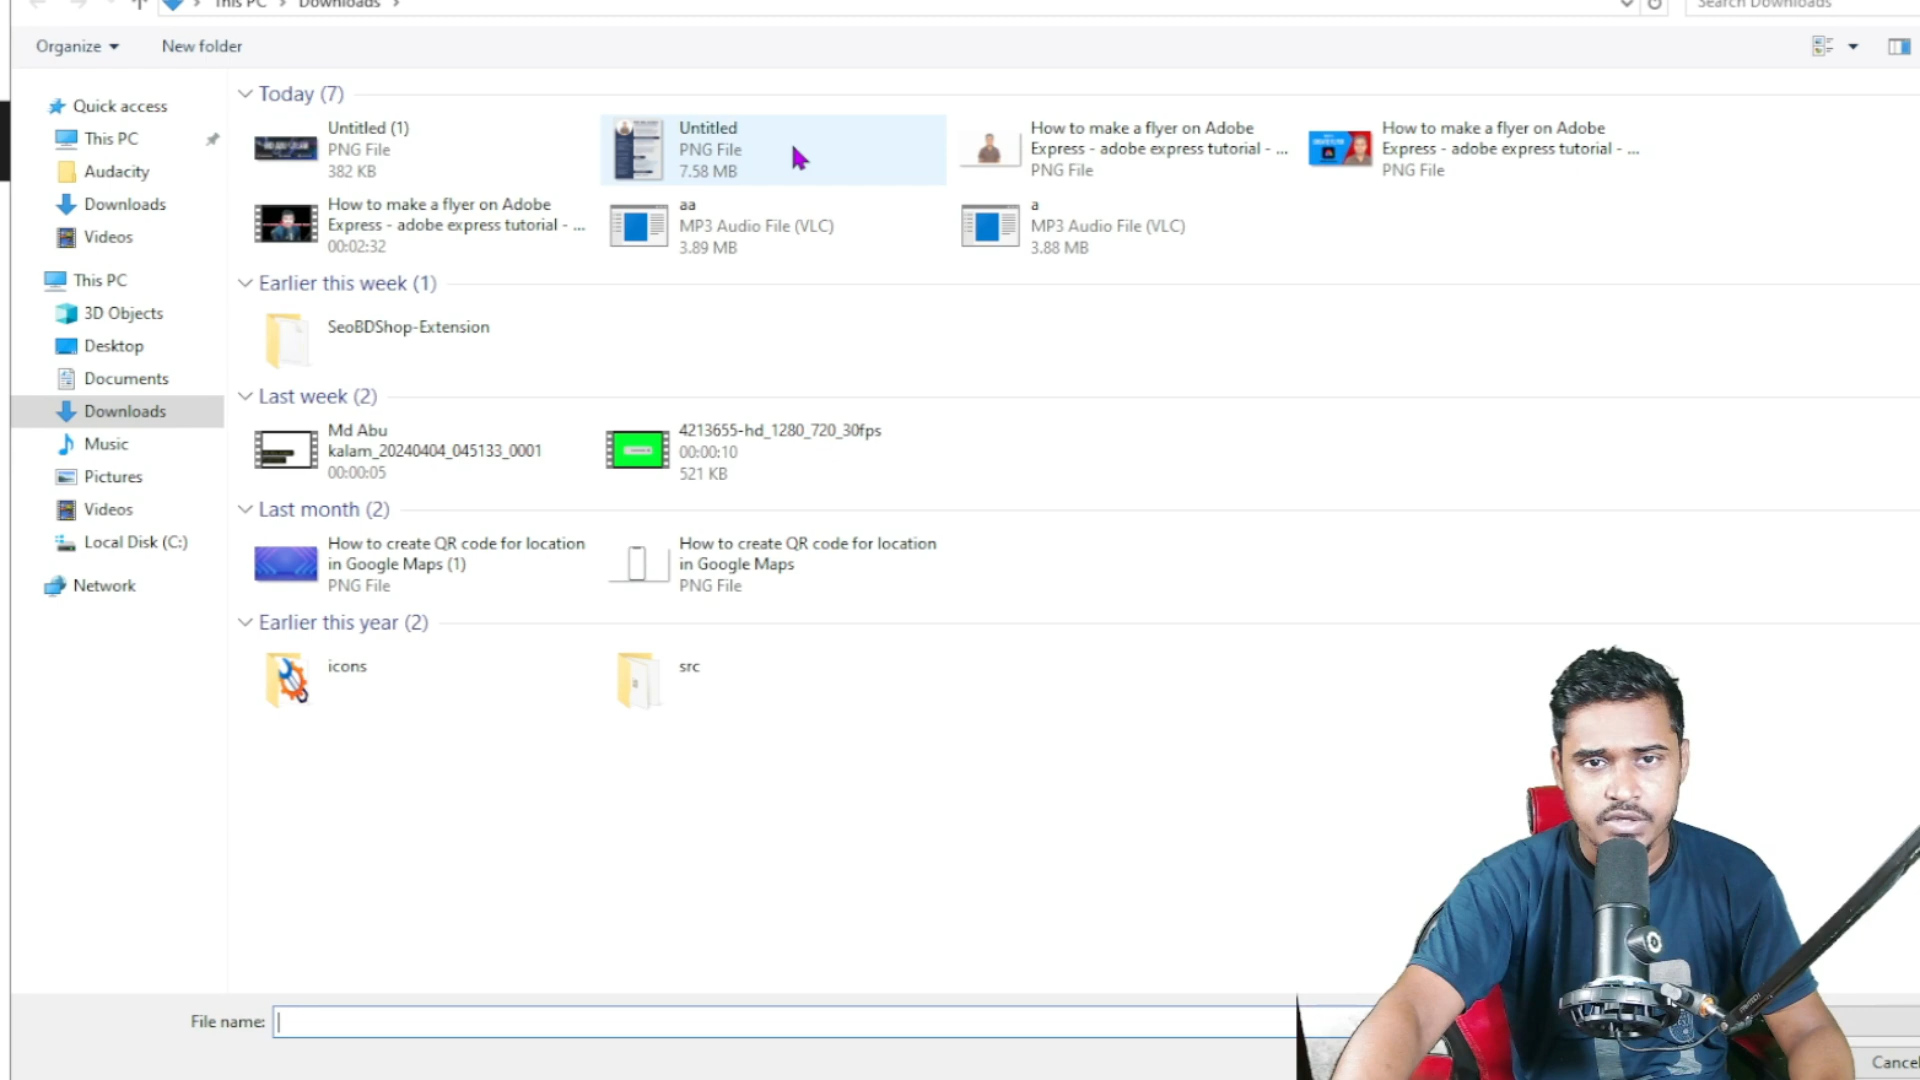 This PC > Downloads >
Search Downloads
Organize
New folder
Quick access
This PC
Audacity
Downloads
Videos
This PC
3D Objects
Desktop
Documents
Downloads
Music
Pictures
Videos
Local Disk (C:)
Network
Today (7)
Untitled (1)
PNG File
382 KB
Untitled
PNG File
7.58 MB
How to make a flyer on Adobe
Express - adobe express tutorial - ...
PNG File
How to make a flyer on Adobe
Express - adobe express tutorial - ...
PNG File
How to make a flyer on Adobe
Express - adobe express tutorial - ...
00:02:32
aa
MP3 Audio File (VLC)
3.89 MB
a
MP3 Audio File (VLC)
3.88 MB
Earlier this week (1)
SeoBDShop-Extension
Last week (2)
Md Abu
kalam_20240404_045133_0001
00:00:05
4213655-hd_1280_720_30fps
00:00:10
521 KB
Last month (2)
How to create QR code for location
in Google Maps (1)
PNG File
How to create QR code for location
in Google Maps
PNG File
Earlier this year (2)
icons
src
File name:
Cancel